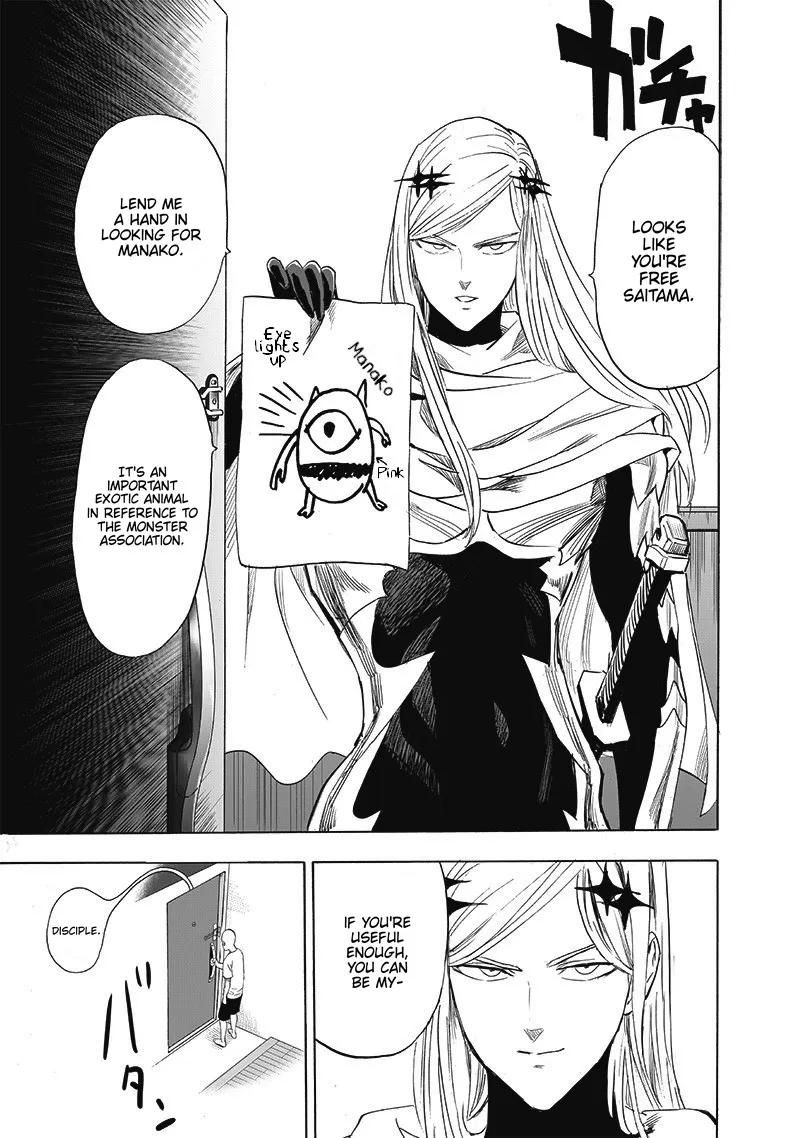 ガチャ
LOOKS
LIKE
YOU'RE
FREE
SAITAMA.
LEND ME
A HAND IN
LOOKING FOR
MANAKO.
Eye
lights
up
Manako
Pink
IT'S AN
IMPORTANT
EXOTIC ANIMAL
IN REFERENCE TO
THE MONSTER
ASSOCIATION.
IF YOU'RE
USEFUL
ENOUGH,
YOU CAN
BE MY-
DISCIPLE.
バタン